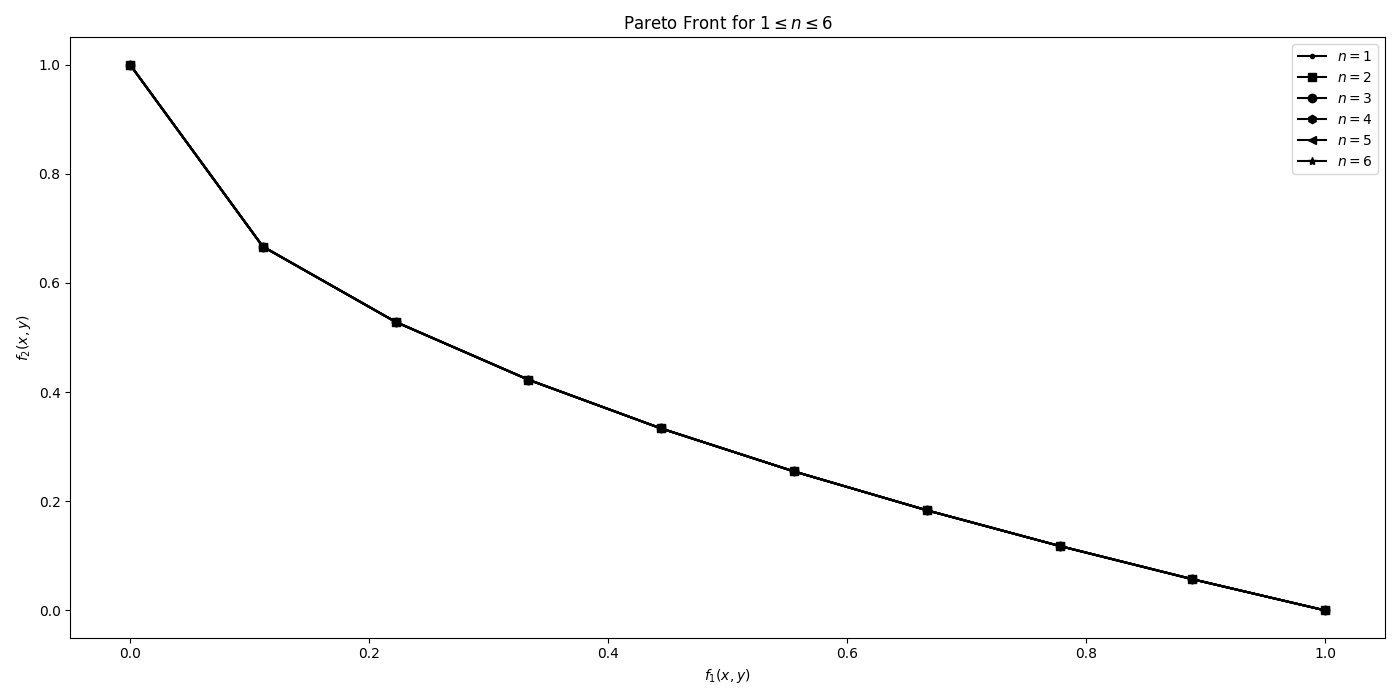 Pareto Front for 1 ≤ n ≤ 6
1.0
0.8
0.6
0.4
0.2
0.0
f₂(x, y)
n = 1
n = 2
n = 3
n = 4
n = 5
n = 6
0.0 0.2 0.4 0.6 0.8 1.0
f₁(x, y)